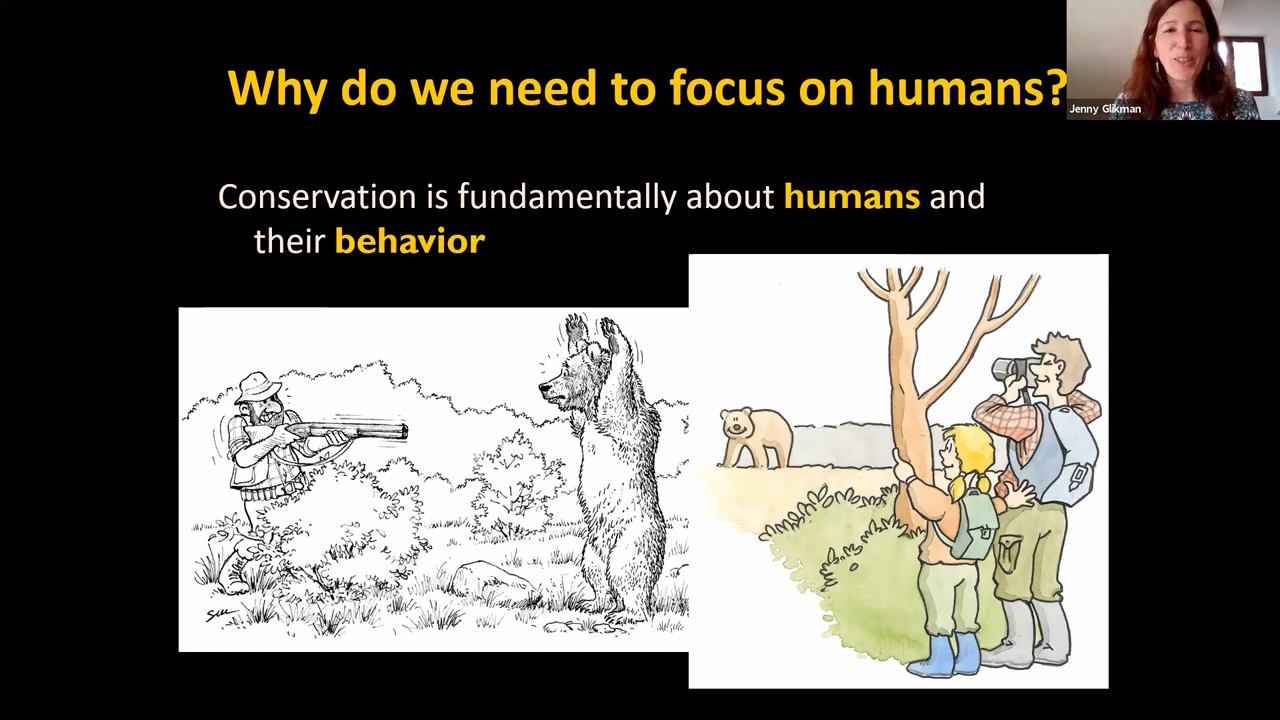 Why do we need to focus on humans?
Jenny Glikman
Conservation is fundamentally about humans and
their behavior